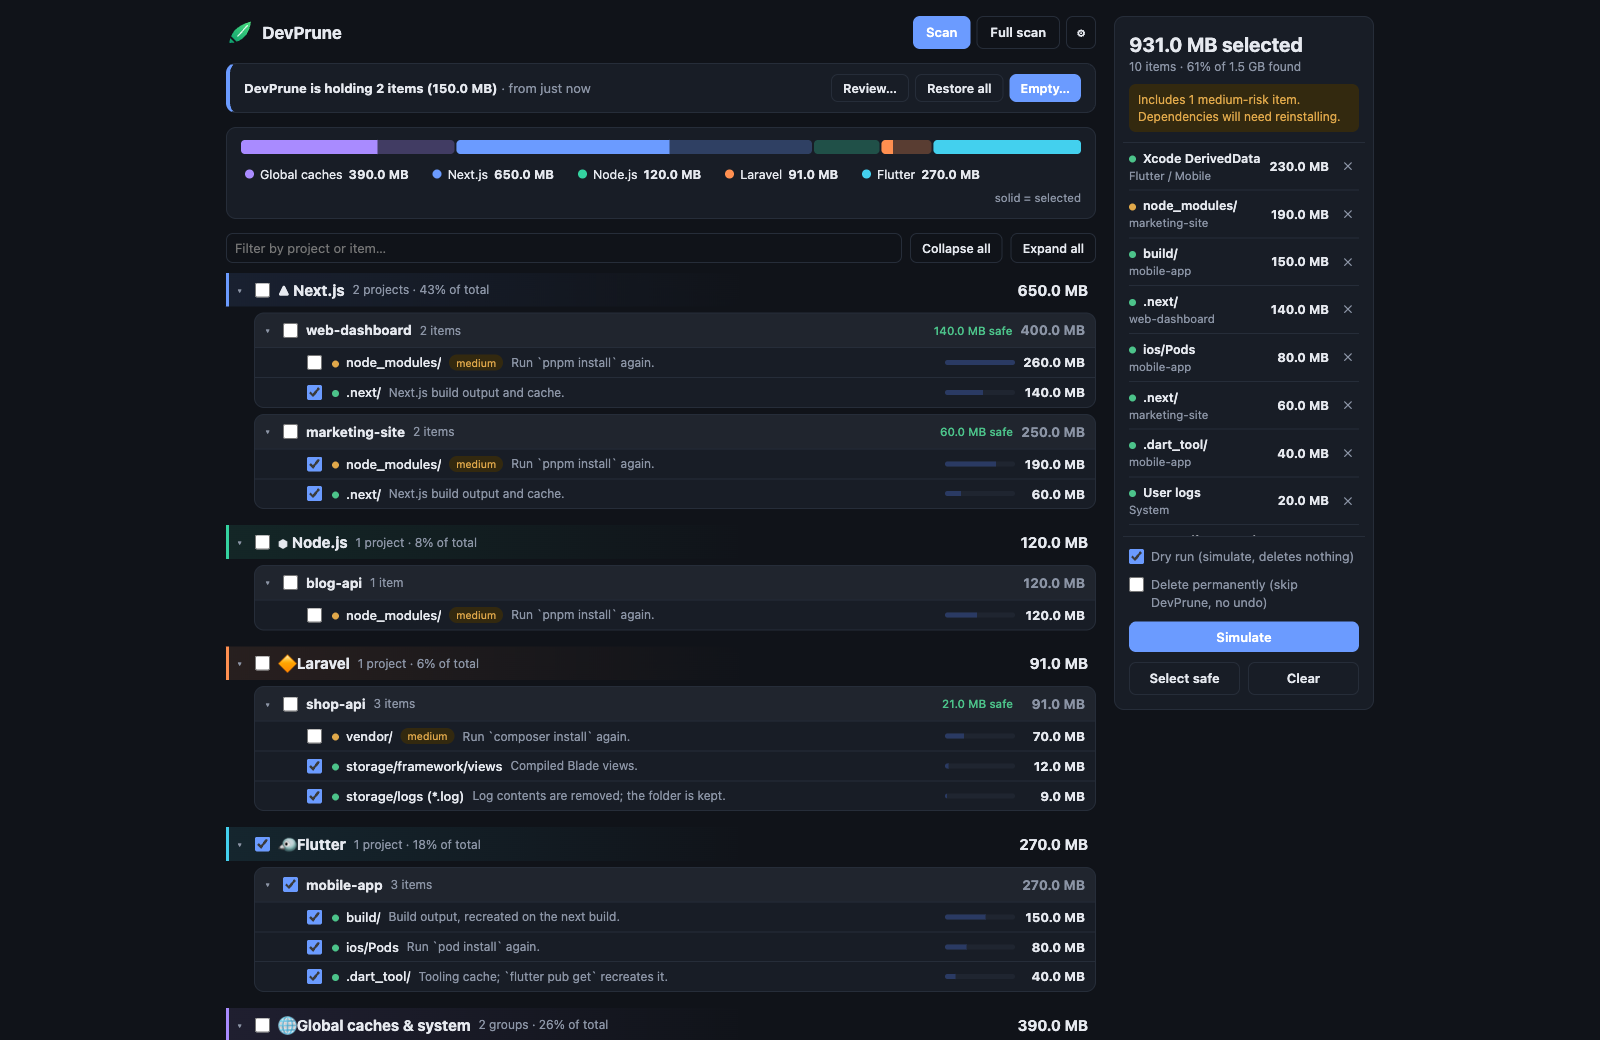 DevPrune
Scan
Full scan
DevPrune is holding 2 items (150.0 MB) · from just now
Review...
Restore all
Empty...
Global caches 390.0 MB
Next.js 650.0 MB
Node.js 120.0 MB
Laravel 91.0 MB
Flutter 270.0 MB
solid = selected
Filter by project or item...
Collapse all
Expand all
Next.js 2 projects · 43% of total 650.0 MB
web-dashboard 2 items 140.0 MB safe 400.0 MB
node_modules/ medium Run `pnpm install` again. 260.0 MB
.next/ Next.js build output and cache. 140.0 MB
marketing-site 2 items 60.0 MB safe 250.0 MB
node_modules/ medium Run `pnpm install` again. 190.0 MB
.next/ Next.js build output and cache. 60.0 MB
Node.js 1 project · 8% of total 120.0 MB
blog-api 1 item 120.0 MB
node_modules/ medium Run `pnpm install` again. 120.0 MB
Laravel 1 project · 6% of total 91.0 MB
shop-api 3 items 21.0 MB safe 91.0 MB
vendor/ medium Run `composer install` again. 70.0 MB
storage/framework/views Compiled Blade views. 12.0 MB
storage/logs (*.log) Log contents are removed; the folder is kept. 9.0 MB
Flutter 1 project · 18% of total 270.0 MB
mobile-app 3 items 270.0 MB
build/ Build output, recreated on the next build. 150.0 MB
ios/Pods Run `pod install` again. 80.0 MB
.dart_tool/ Tooling cache; `flutter pub get` recreates it. 40.0 MB
Global caches & system 2 groups · 26% of total 390.0 MB
931.0 MB selected
10 items · 61% of 1.5 GB found
Includes 1 medium-risk item.
Dependencies will need reinstalling.
Xcode DerivedData 230.0 MB ×
Flutter / Mobile
node_modules/ 190.0 MB ×
marketing-site
build/ 150.0 MB ×
mobile-app
.next/ 140.0 MB ×
web-dashboard
ios/Pods 80.0 MB ×
mobile-app
.next/ 60.0 MB ×
marketing-site
.dart_tool/ 40.0 MB ×
mobile-app
User logs 20.0 MB ×
System
Dry run (simulate, deletes nothing)
Delete permanently (skip
DevPrune, no undo)
Simulate
Select safe
Clear